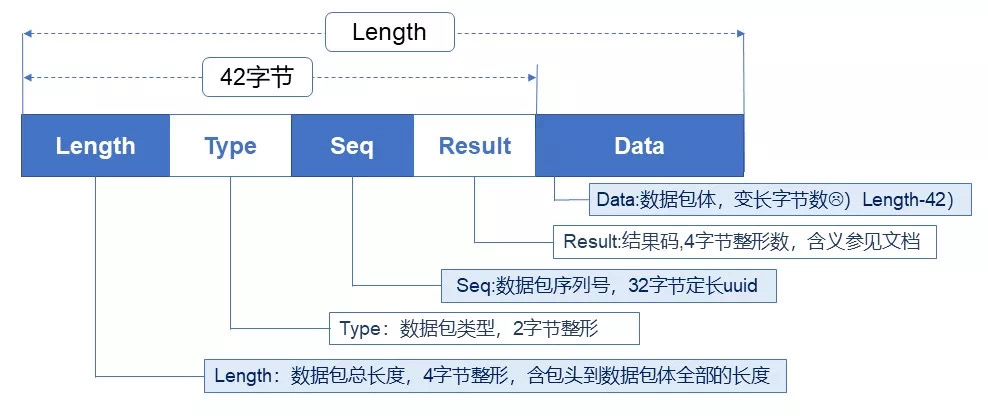 Length
42字节
Length Type Seq Result Data
Data:数据包体，变长字节数☹）Length-42）
Result:结果码,4字节整形数，含义参见文档
Seq:数据包序列号，32字节定长uuid
Type：数据包类型，2字节整形
Length：数据包总长度，4字节整形，含包头到数据包体全部的长度